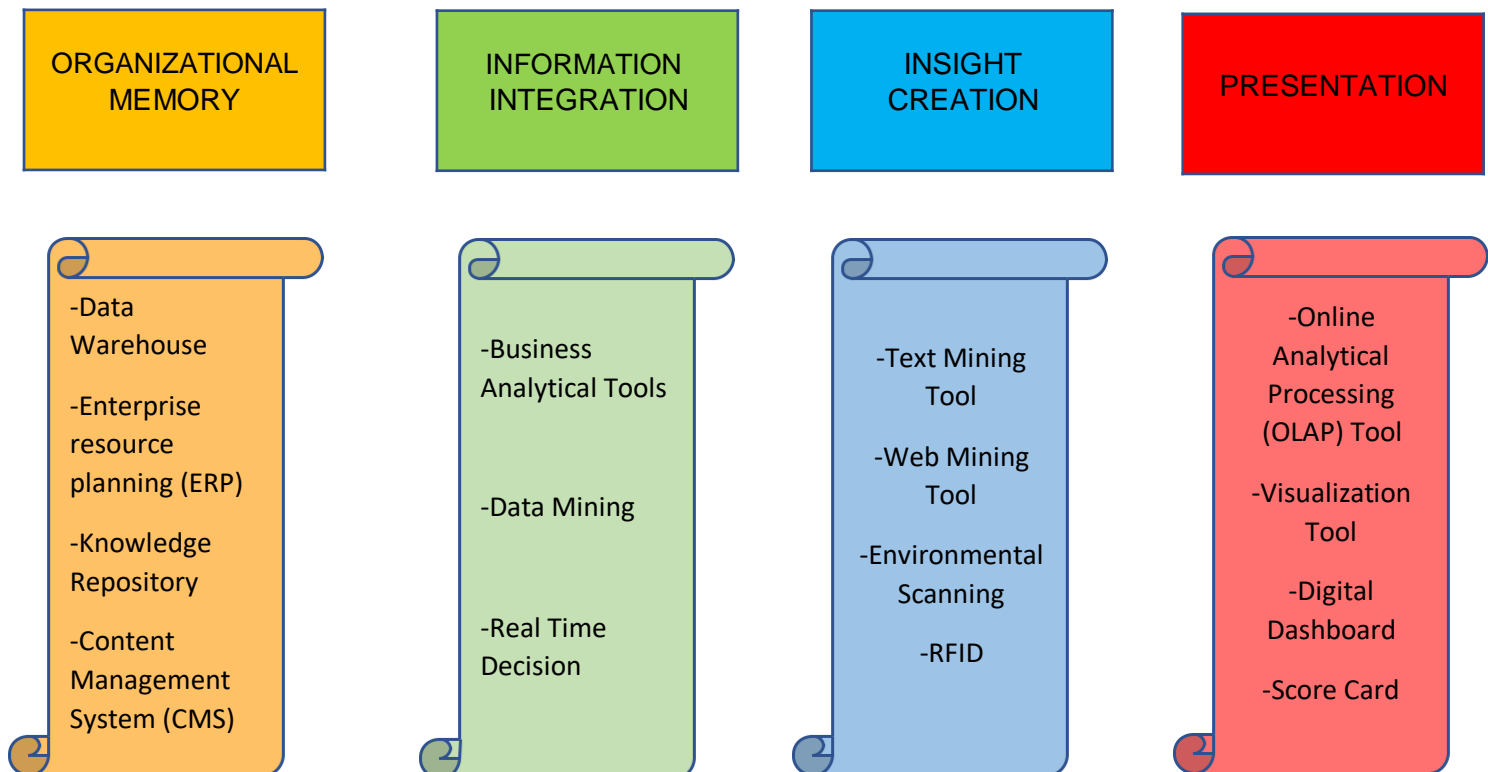 ORGANIZATIONAL
MEMORY
INFORMATION
INTEGRATION
INSIGHT
CREATION
PRESENTATION
-Data
Warehouse
-Enterprise
resource
planning (ERP)
-Knowledge
Repository
-Content
Management
System (CMS)
-Business
Analytical Tools
-Data Mining
-Real Time
Decision
-Text Mining
Tool
-Web Mining
Tool
-Environmental
Scanning
-RFID
-Online
Analytical
Processing
(OLAP) Tool
-Visualization
Tool
-Digital
Dashboard
-Score Card